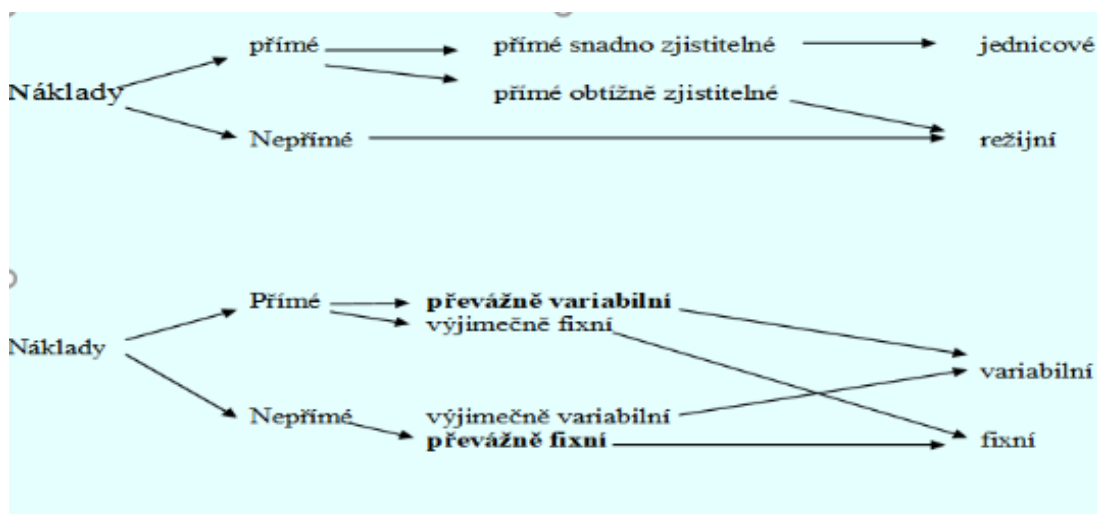 přímé přímé snadno zjistitelné jednicové
Náklady přímé obtížně zjistitelné
Nepřímé režijní
Přímé převážně variabilní
výjimečně fixní
Náklady
variabilní
Nepřímé výjimečně variabilní
převážně fixní fixní